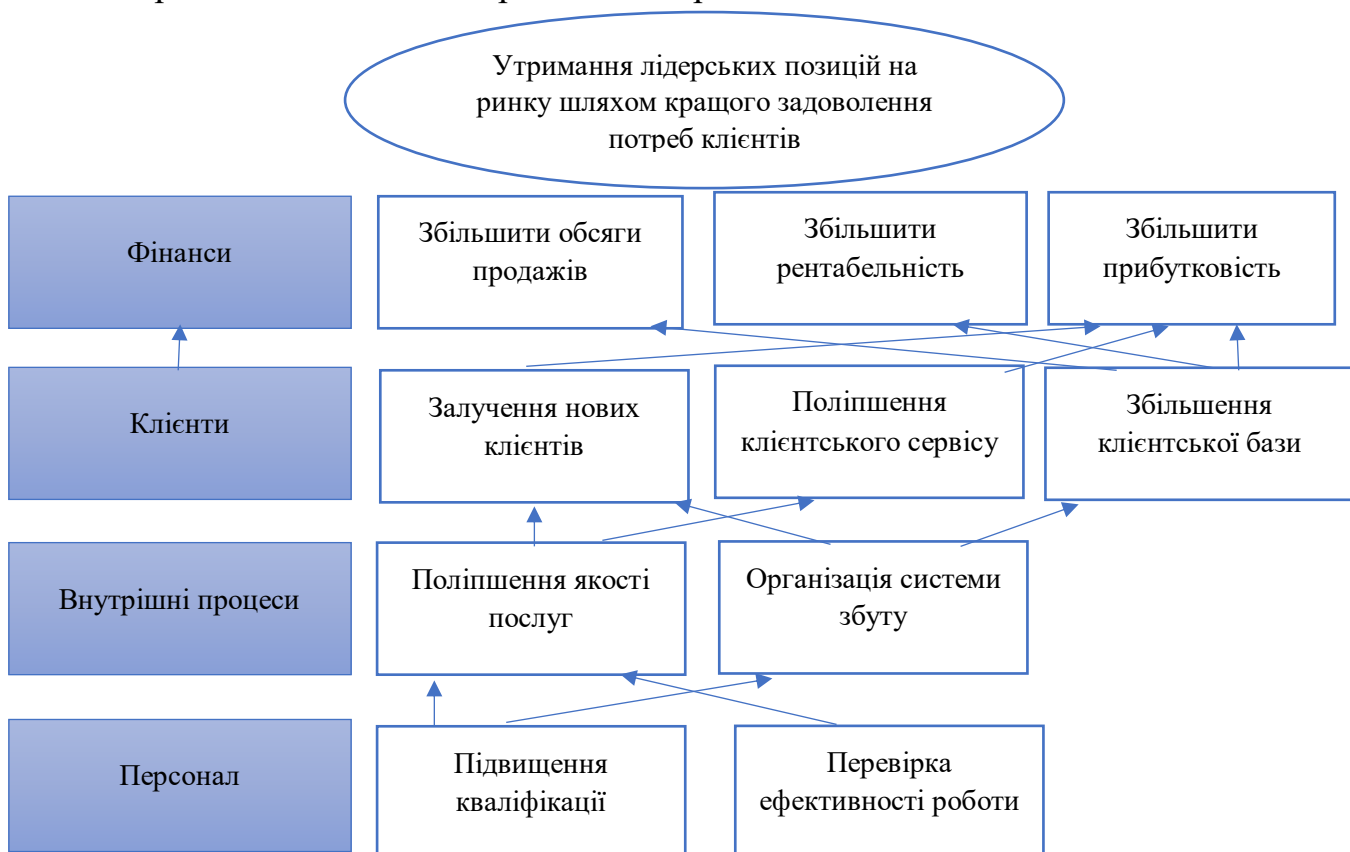 Утримання лідерських позицій на
ринку шляхом кращого задоволення
потреб клієнтів
Фінанси
Збільшити обсяги
продажів
Збільшити
рентабельність
Збільшити
прибутковість
Клієнти
Залучення нових
клієнтів
Поліпшення
клієнтського сервісу
Збільшення
клієнтської бази
Внутрішні процеси
Поліпшення якості
послуг
Організація системи
збуту
Персонал
Підвищення
кваліфікації
Перевірка
ефективності роботи